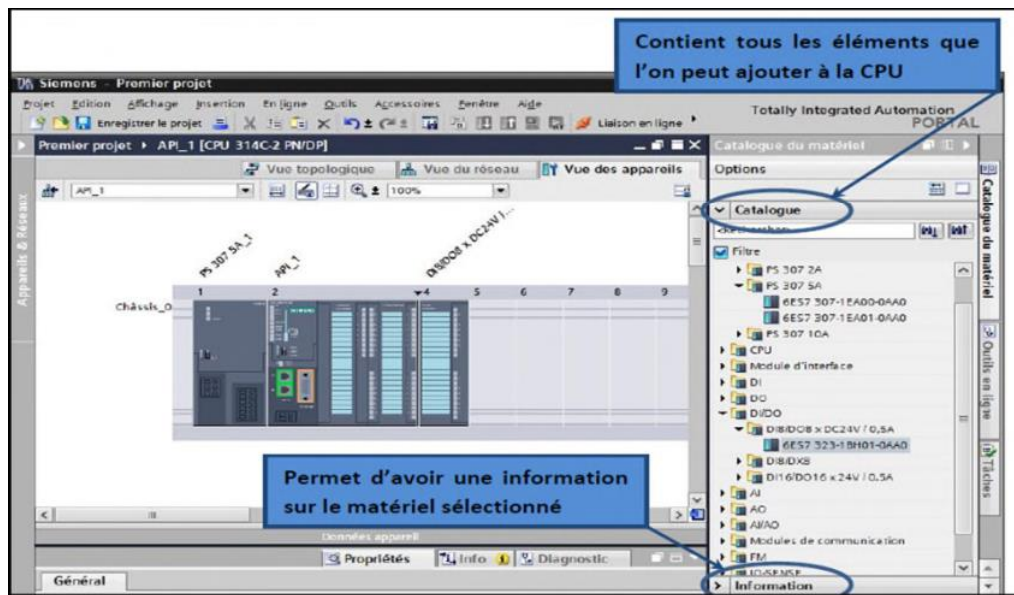 Contient tous les éléments que
l'on peut ajouter à la CPU
Siemens - Premier projet
Projet Edition Affichage Insertion En ligne Outils Accessoires Fenêtre Aide
Totally Integrated Automation
PORTAL
Enregistrer le projet
Liaison en ligne
Premier projet API_1 [CPU 314C-2 PN/DP]
Catalogue du matériel
Vue topologique Vue du réseau Vue des appareils
Options
API_1
100%
Catalogue
Filtre
PS 307 5A_1
API_1
DI8/DO8 x DC24V / ...
1 2 4 5 6 7 8 9
Châssis_0
PS 307 2A
PS 307 5A
6ES7 307-1EA00-0AA0
6ES7 307-1EA01-0AA0
PS 307 10A
CPU
Module d'interface
DI
DO
DI/DO
DI8/DO8 x DC24V / 0,5A
6ES7 323-1BH01-0AA0
DI8/DX8
DI16/DO16 x 24V / 0,5A
AI
AO
AI/AO
Modules de communication
FM
IQ-SENSE
Information
Permet d'avoir une information
sur le matériel sélectionné
Données appareil
Propriétés Info Diagnostic
Général
Appareils & Réseaux
Catalogue du matériel
Outils en ligne
Tâches